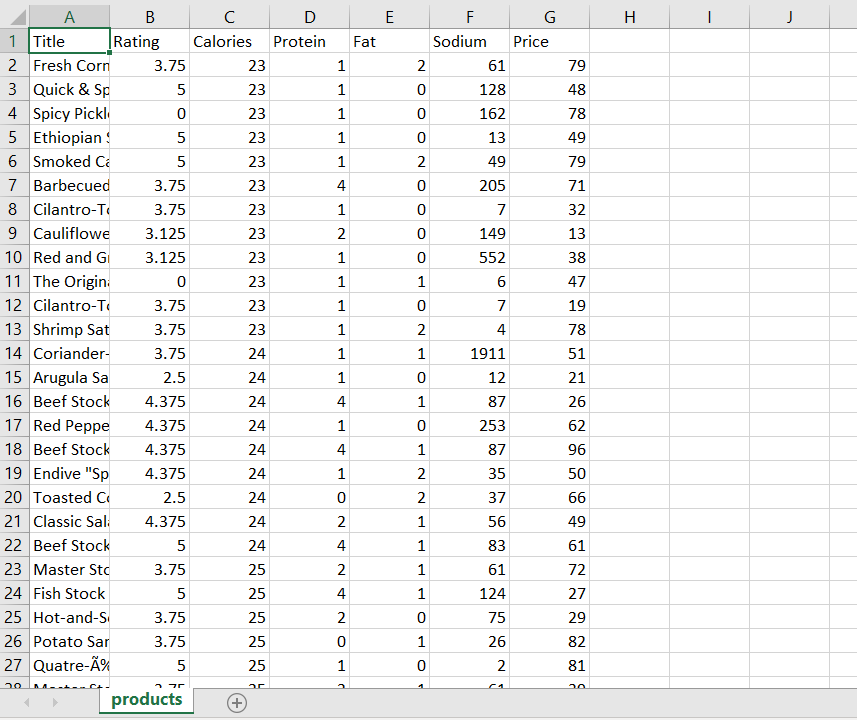 A B C D E F G H I J
1 Title Rating Calories Protein Fat Sodium Price
2 Fresh Corn 3.75 23 1 2 61 79
3 Quick & Sp 5 23 1 0 128 48
4 Spicy Pickl 0 23 1 0 162 78
5 Ethiopian S 5 23 1 0 13 49
6 Smoked Ca 5 23 1 2 49 79
7 Barbecued 3.75 23 4 0 205 71
8 Cilantro-To 3.75 23 1 0 7 32
9 Cauliflowe 3.125 23 2 0 149 13
10 Red and Gr 3.125 23 1 0 552 38
11 The Origina 0 23 1 1 6 47
12 Cilantro-To 3.75 23 1 0 7 19
13 Shrimp Sat 3.75 23 1 2 4 78
14 Coriander- 3.75 24 1 1 1911 51
15 Arugula Sa 2.5 24 1 0 12 21
16 Beef Stock 4.375 24 4 1 87 26
17 Red Peppe 4.375 24 1 0 253 62
18 Beef Stock 4.375 24 4 1 87 96
19 Endive "Sp 4.375 24 1 2 35 50
20 Toasted Co 2.5 24 0 2 37 66
21 Classic Sala 4.375 24 2 1 56 49
22 Beef Stock 5 24 4 1 83 61
23 Master Sto 3.75 25 2 1 61 72
24 Fish Stock 5 25 4 1 124 27
25 Hot-and-So 3.75 25 2 0 75 29
26 Potato San 3.75 25 0 1 26 82
27 Quatre-Ã‰ 5 25 1 0 2 81
products